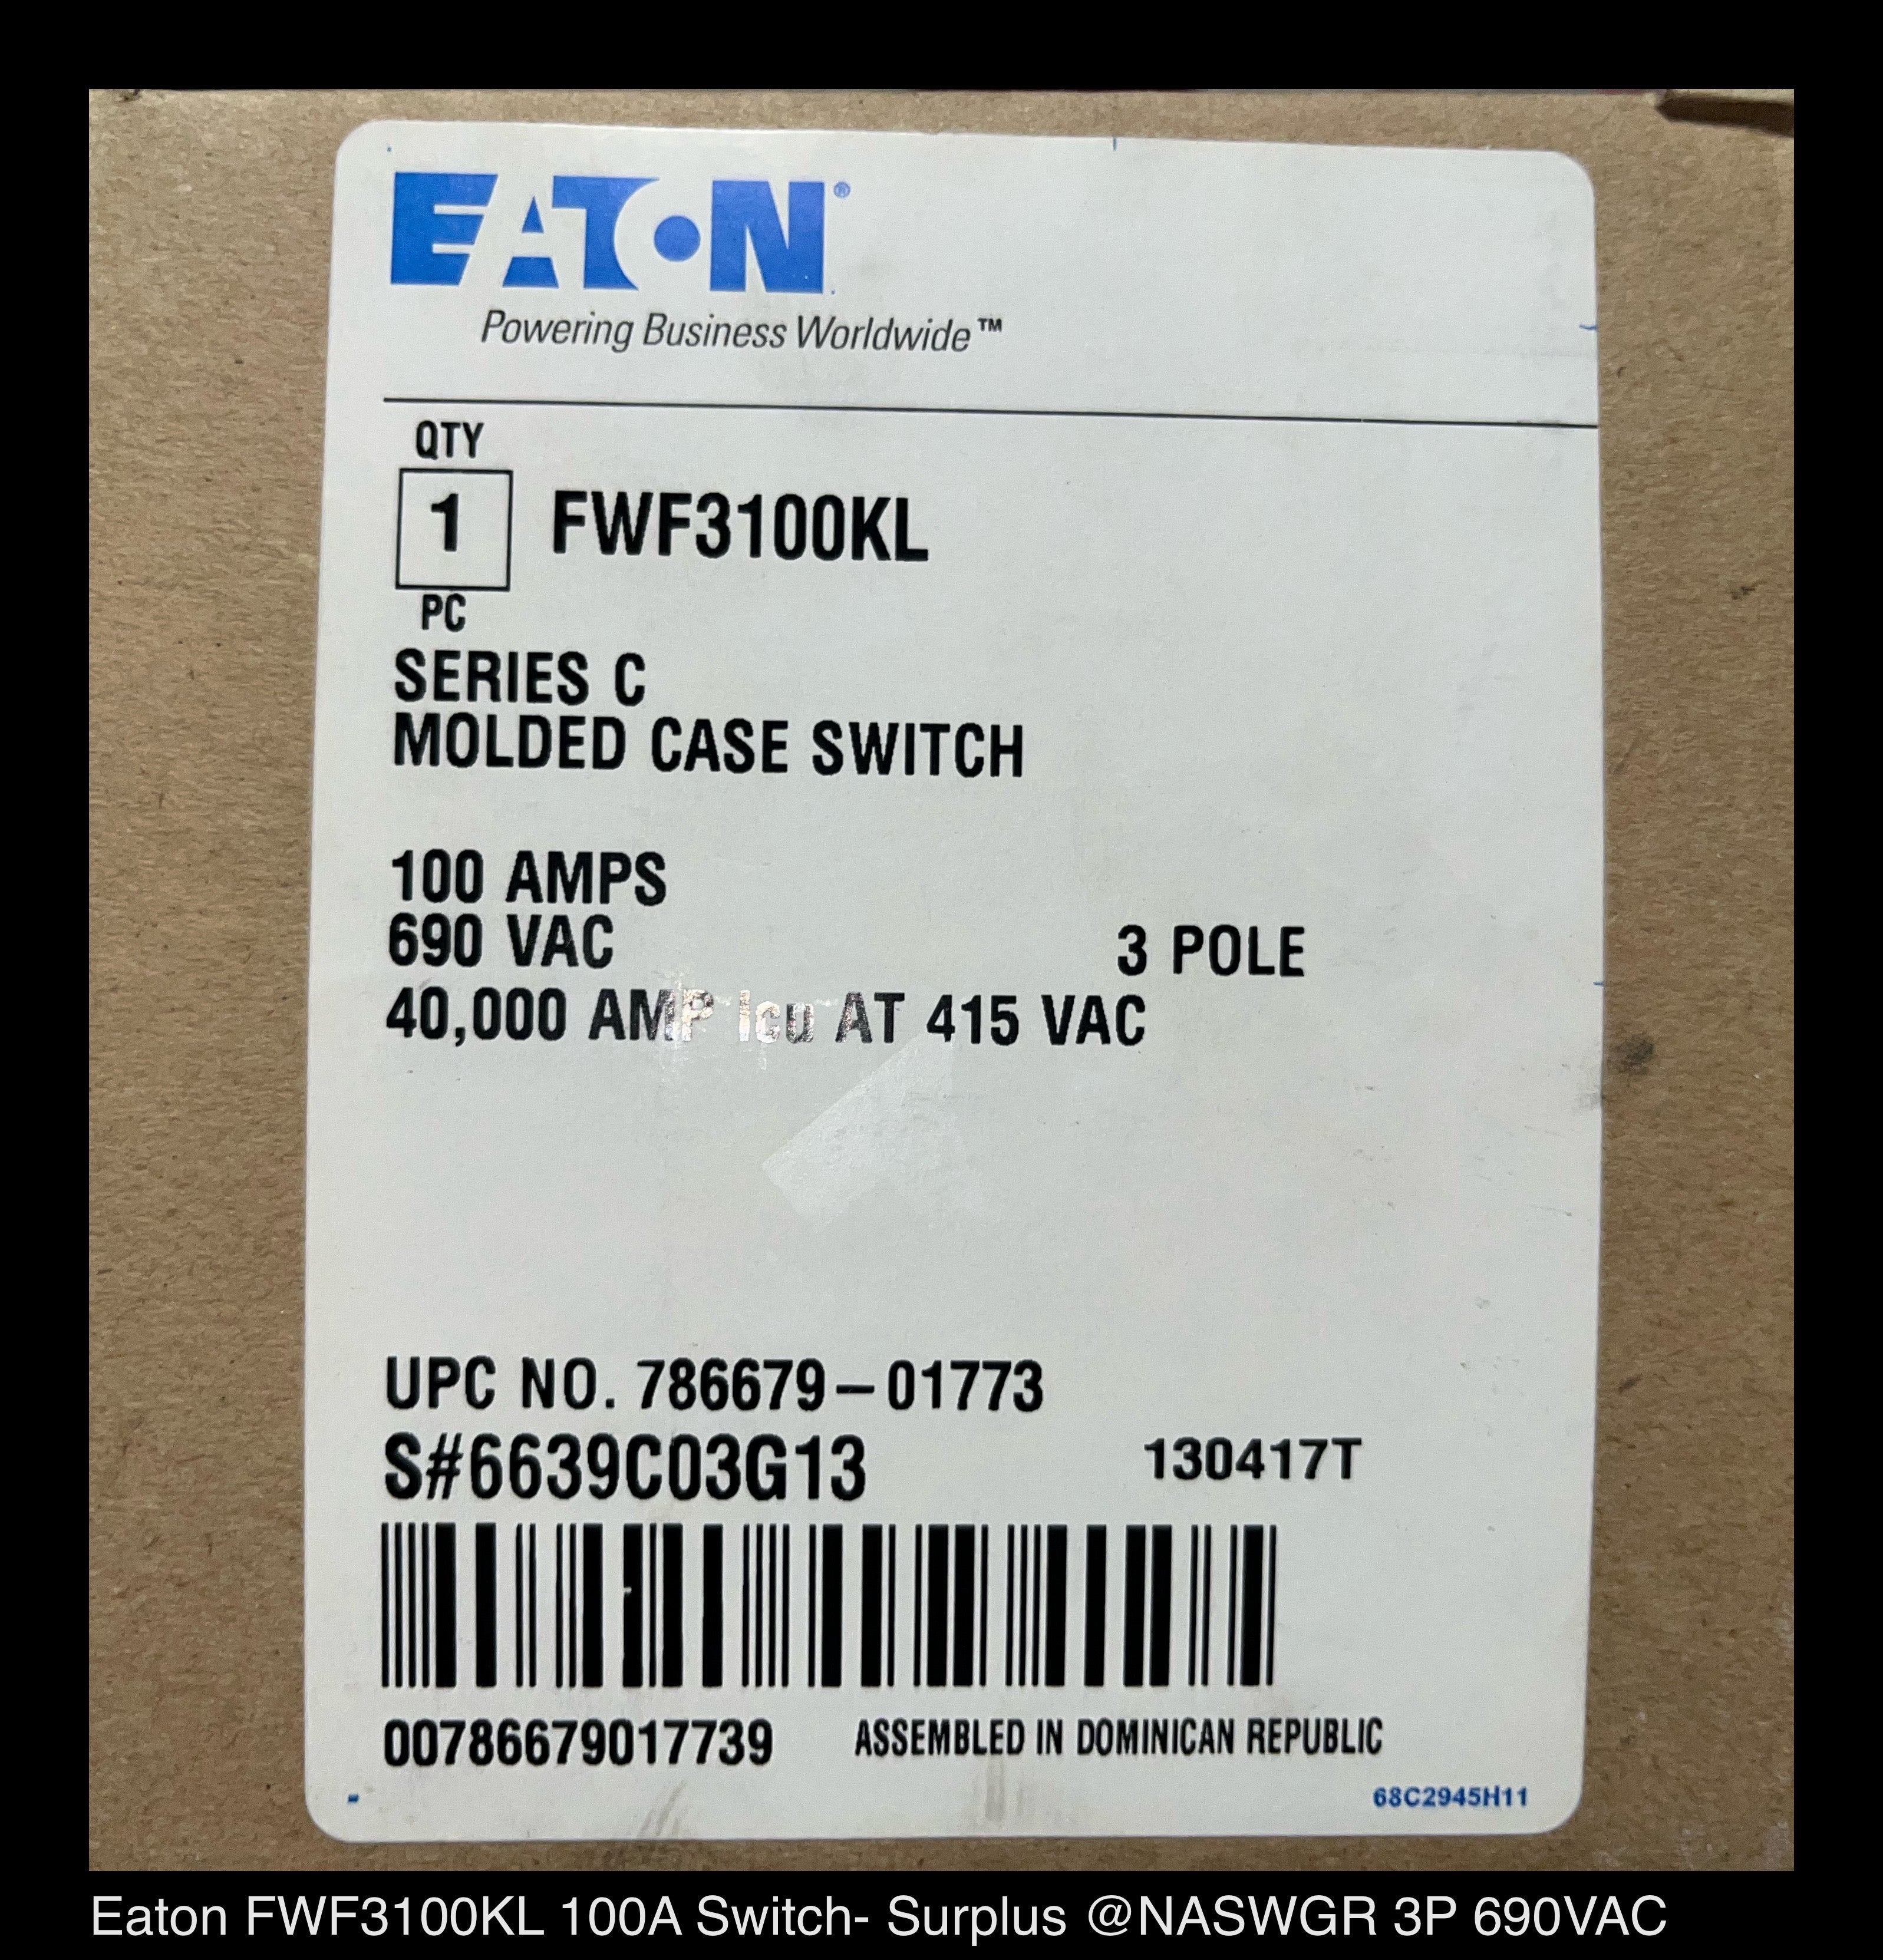 EATON®
Powering Business Worldwide™
QTY
1 FWF3100KL
PC
SERIES C
MOLDED CASE SWITCH
100 AMPS
690 VAC 3 POLE
40,000 AMP Icu AT 415 VAC
UPC NO. 786679-01773
S#6639C03G13 130417T
00786679017739 ASSEMBLED IN DOMINICAN REPUBLIC
68C2945H11
Eaton FWF3100KL 100A Switch- Surplus @NASWGR 3P 690VAC